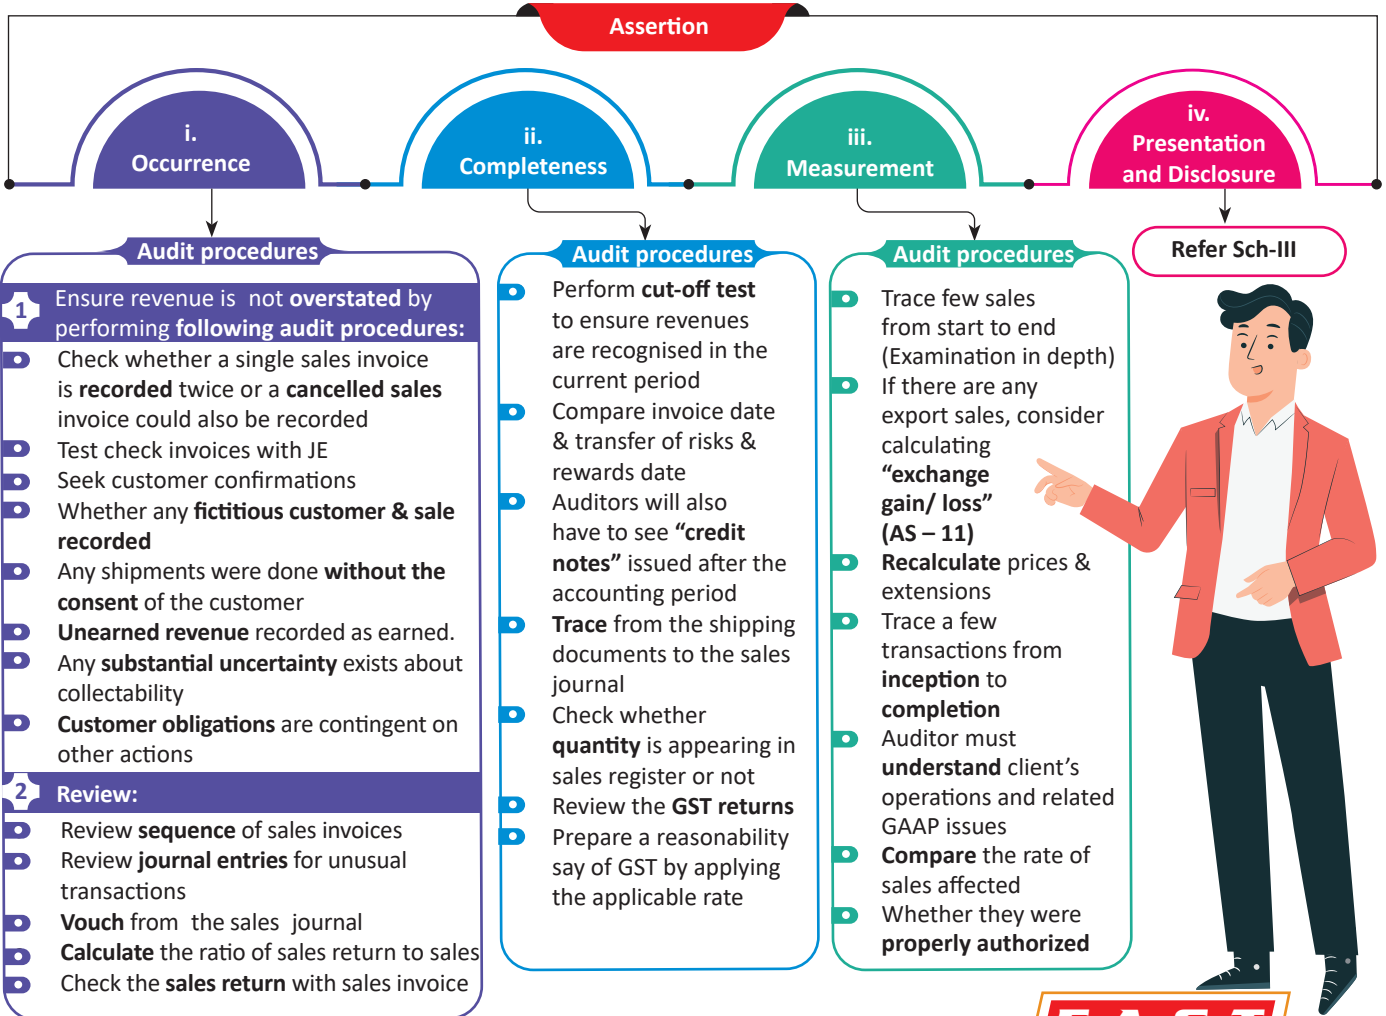 Assertion
i.
Occurrence
ii.
Completeness
iii.
Measurement
iv.
Presentation
and Disclosure
Audit procedures
1
Ensure revenue is not overstated by
performing following audit procedures:
Check whether a single sales invoice
is recorded twice or a cancelled sales
invoice could also be recorded
Test check invoices with JE
Seek customer confirmations
Whether any fictitious customer & sale
recorded
Any shipments were done without the
consent of the customer
Unearned revenue recorded as earned.
Any substantial uncertainty exists about
collectability
Customer obligations are contingent on
other actions
2
Review:
Review sequence of sales invoices
Review journal entries for unusual
transactions
Vouch from the sales journal
Calculate the ratio of sales return to sales
Check the sales return with sales invoice
Audit procedures
Perform cut-off test
to ensure revenues
are recognised in the
current period
Compare invoice date
& transfer of risks &
rewards date
Auditors will also
have to see “credit
notes” issued after the
accounting period
Trace from the shipping
documents to the sales
journal
Check whether
quantity is appearing in
sales register or not
Review the GST returns
Prepare a reasonability
say of GST by applying
the applicable rate
Audit procedures
Trace few sales
from start to end
(Examination in depth)
If there are any
export sales, consider
calculating
“exchange
gain/ loss”
(AS – 11)
Recalculate prices &
extensions
Trace a few
transactions from
inception to
completion
Auditor must
understand client’s
operations and related
GAAP issues
Compare the rate of
sales affected
Whether they were
properly authorized
Refer Sch-III